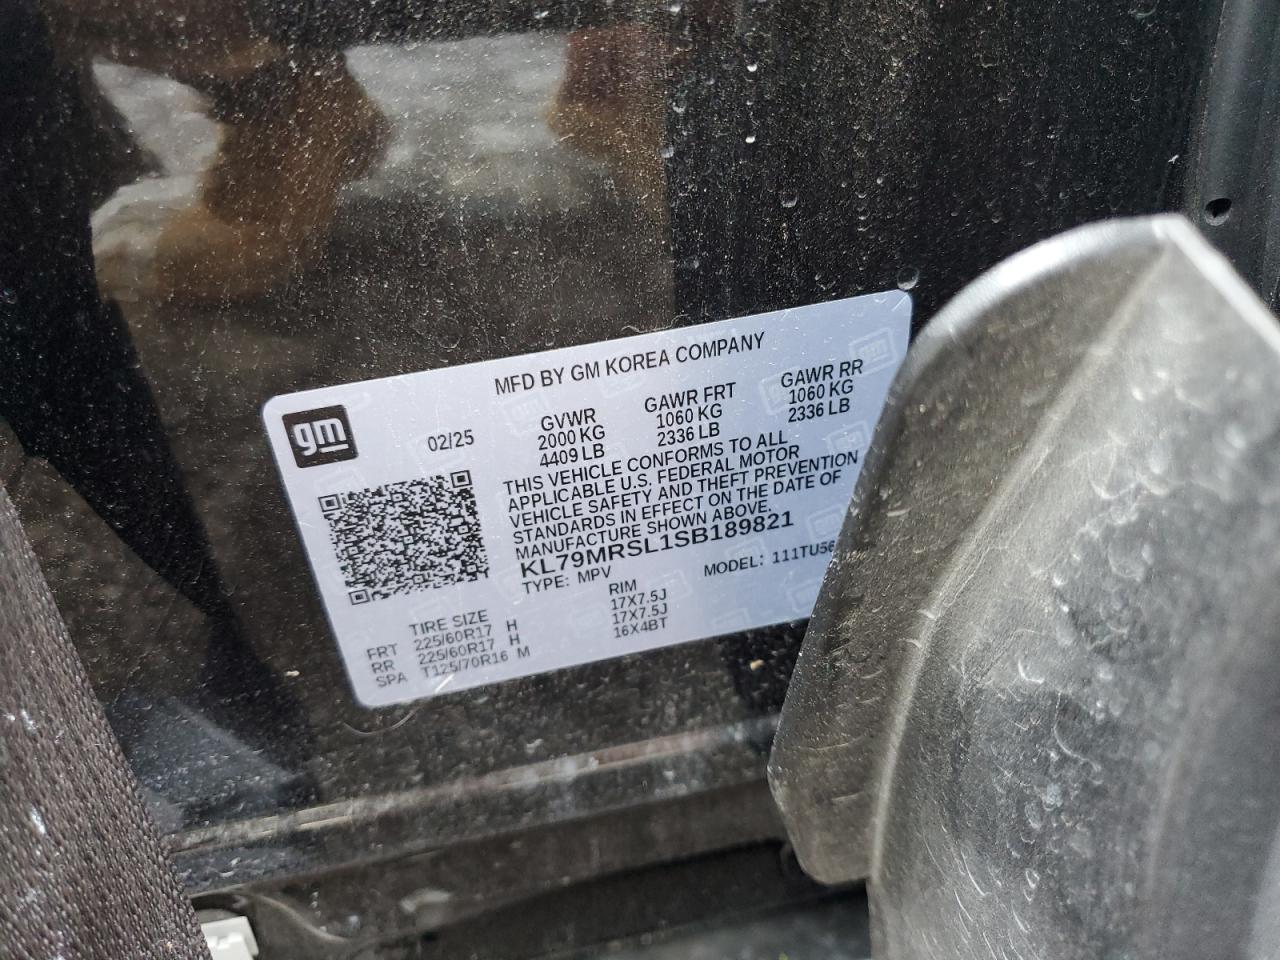 MFD BY GM KOREA COMPANY
gm
02/25
GVWR GAWR FRT GAWR RR
2000 KG 1060 KG 1060 KG
4409 LB 2336 LB 2336 LB
THIS VEHICLE CONFORMS TO ALL
APPLICABLE U.S. FEDERAL MOTOR
VEHICLE SAFETY AND THEFT PREVENTION
STANDARDS IN EFFECT ON THE DATE OF
MANUFACTURE SHOWN ABOVE.
KL79MRSL1SB189821
TYPE: MPV MODEL: 111TU56
TIRE SIZE RIM
FRT 225/60R17 H 17X7.5J
RR 225/60R17 H 17X7.5J
SPA T125/70R16 M 16X4BT